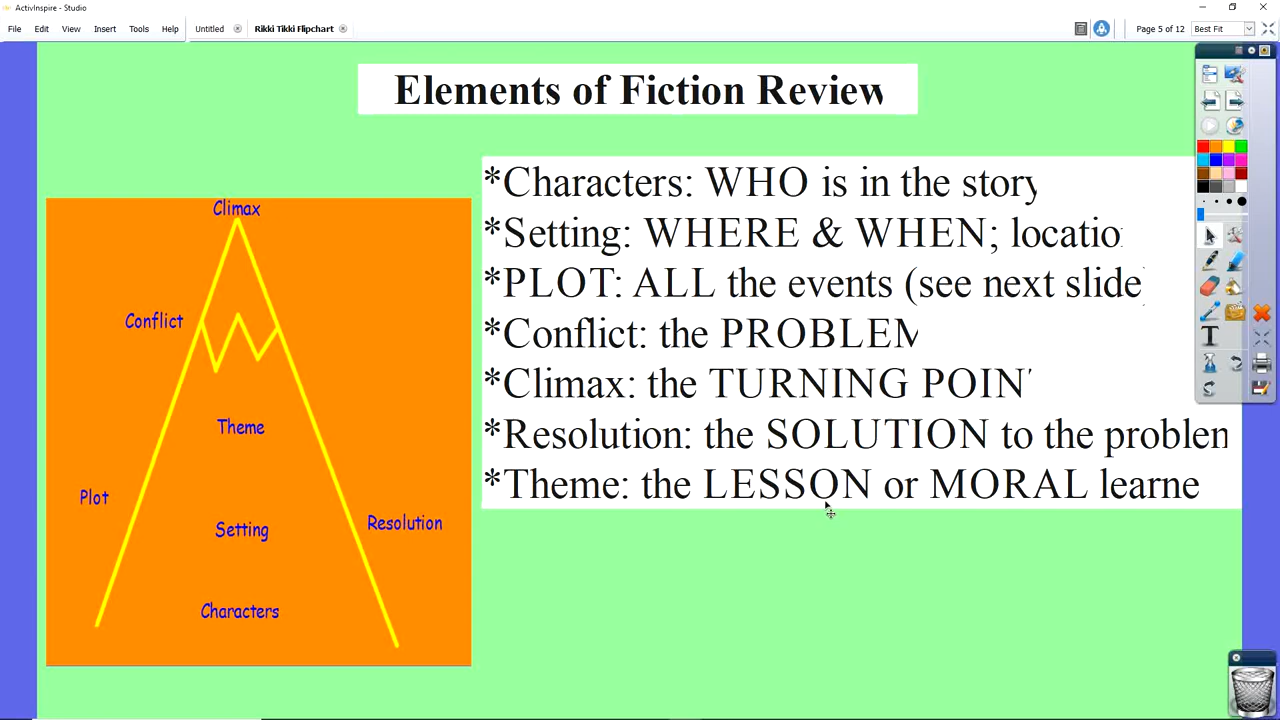 ActivInspire - Studio
File Edit View Insert Tools Help Untitled Rikki Tikki Flipchart Page 5 of 12 Best Fit
Elements of Fiction Review
*Characters: WHO is in the story
*Setting: WHERE & WHEN; locatio
*PLOT: ALL the events (see next slide)
*Conflict: the PROBLEM
*Climax: the TURNING POIN
*Resolution: the SOLUTION to the problem
*Theme: the LESSON or MORAL learne
Climax
Conflict
Theme
Plot
Setting
Resolution
Characters
T